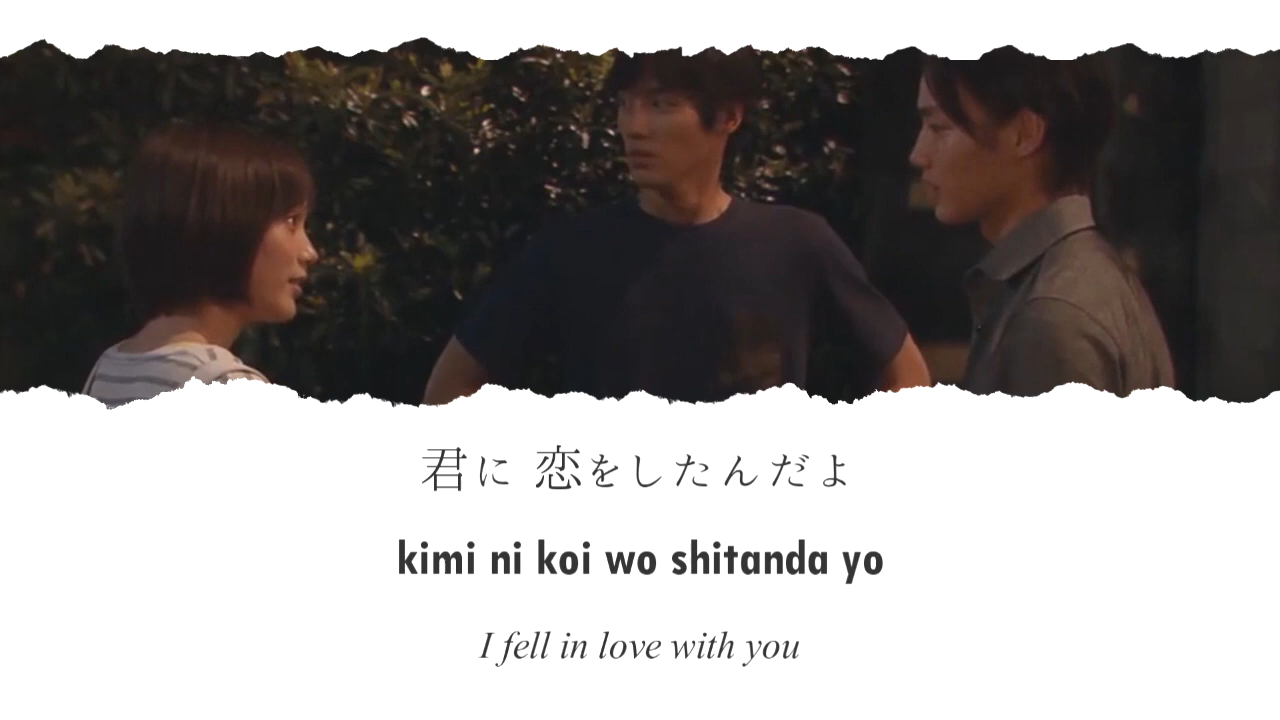 君に 恋をしたんだよ
kimi ni koi wo shitanda yo
I fell in love with you